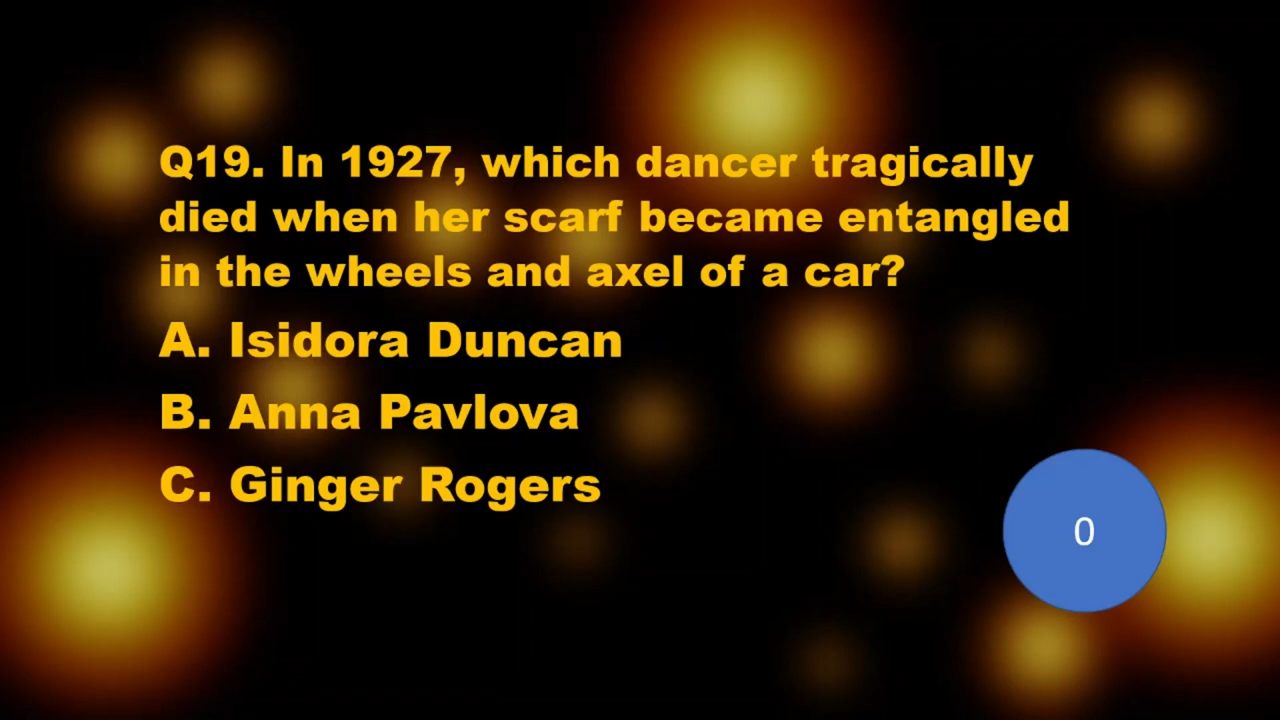 Q19. In 1927, which dancer tragically
died when her scarf became entangled
in the wheels and axel of a car?
A. Isidora Duncan
B. Anna Pavlova
C. Ginger Rogers
0